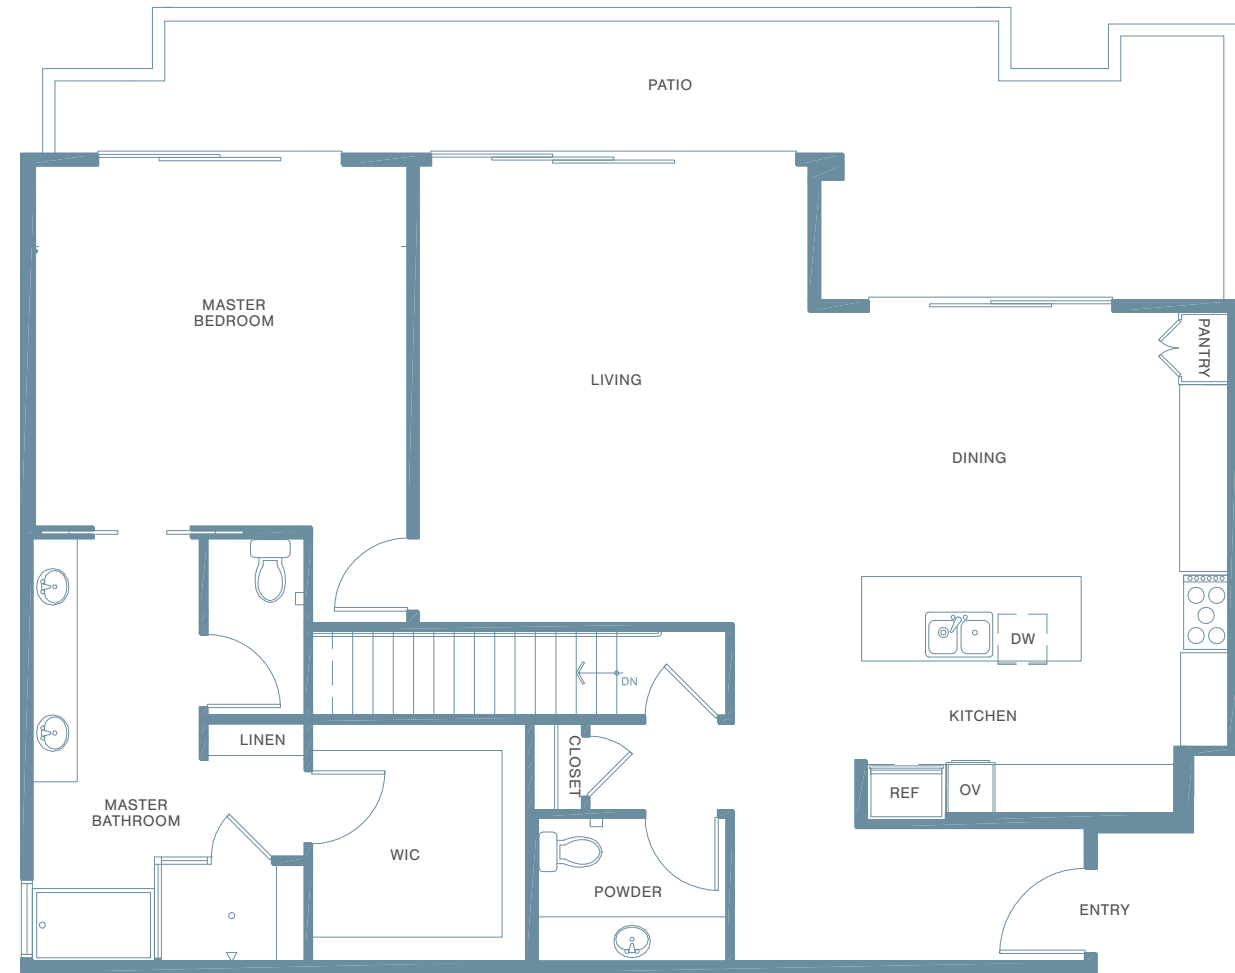 PATIO
MASTER
BEDROOM
PANTRY
LIVING
DINING
DW
DN
KITCHEN
LINEN
CLOSET
REF
OV
MASTER
BATHROOM
WIC
POWDER
ENTRY